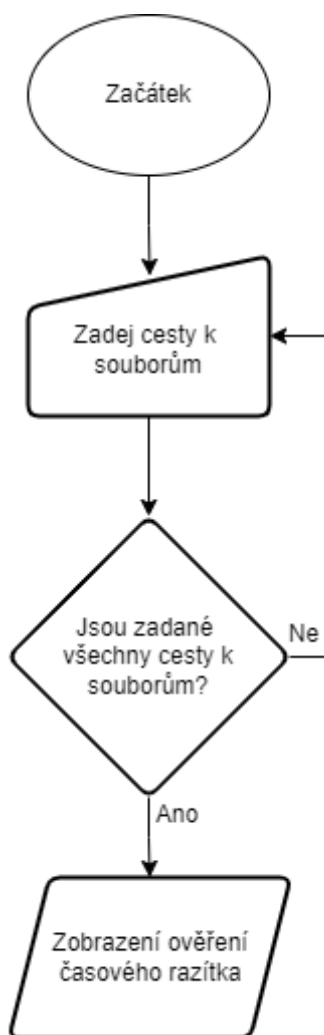 Začátek
Zadej cesty k
souborům
Jsou zadané
všechny cesty k
souborům?
Ne
Ano
Zobrazení ověření
časového razítka